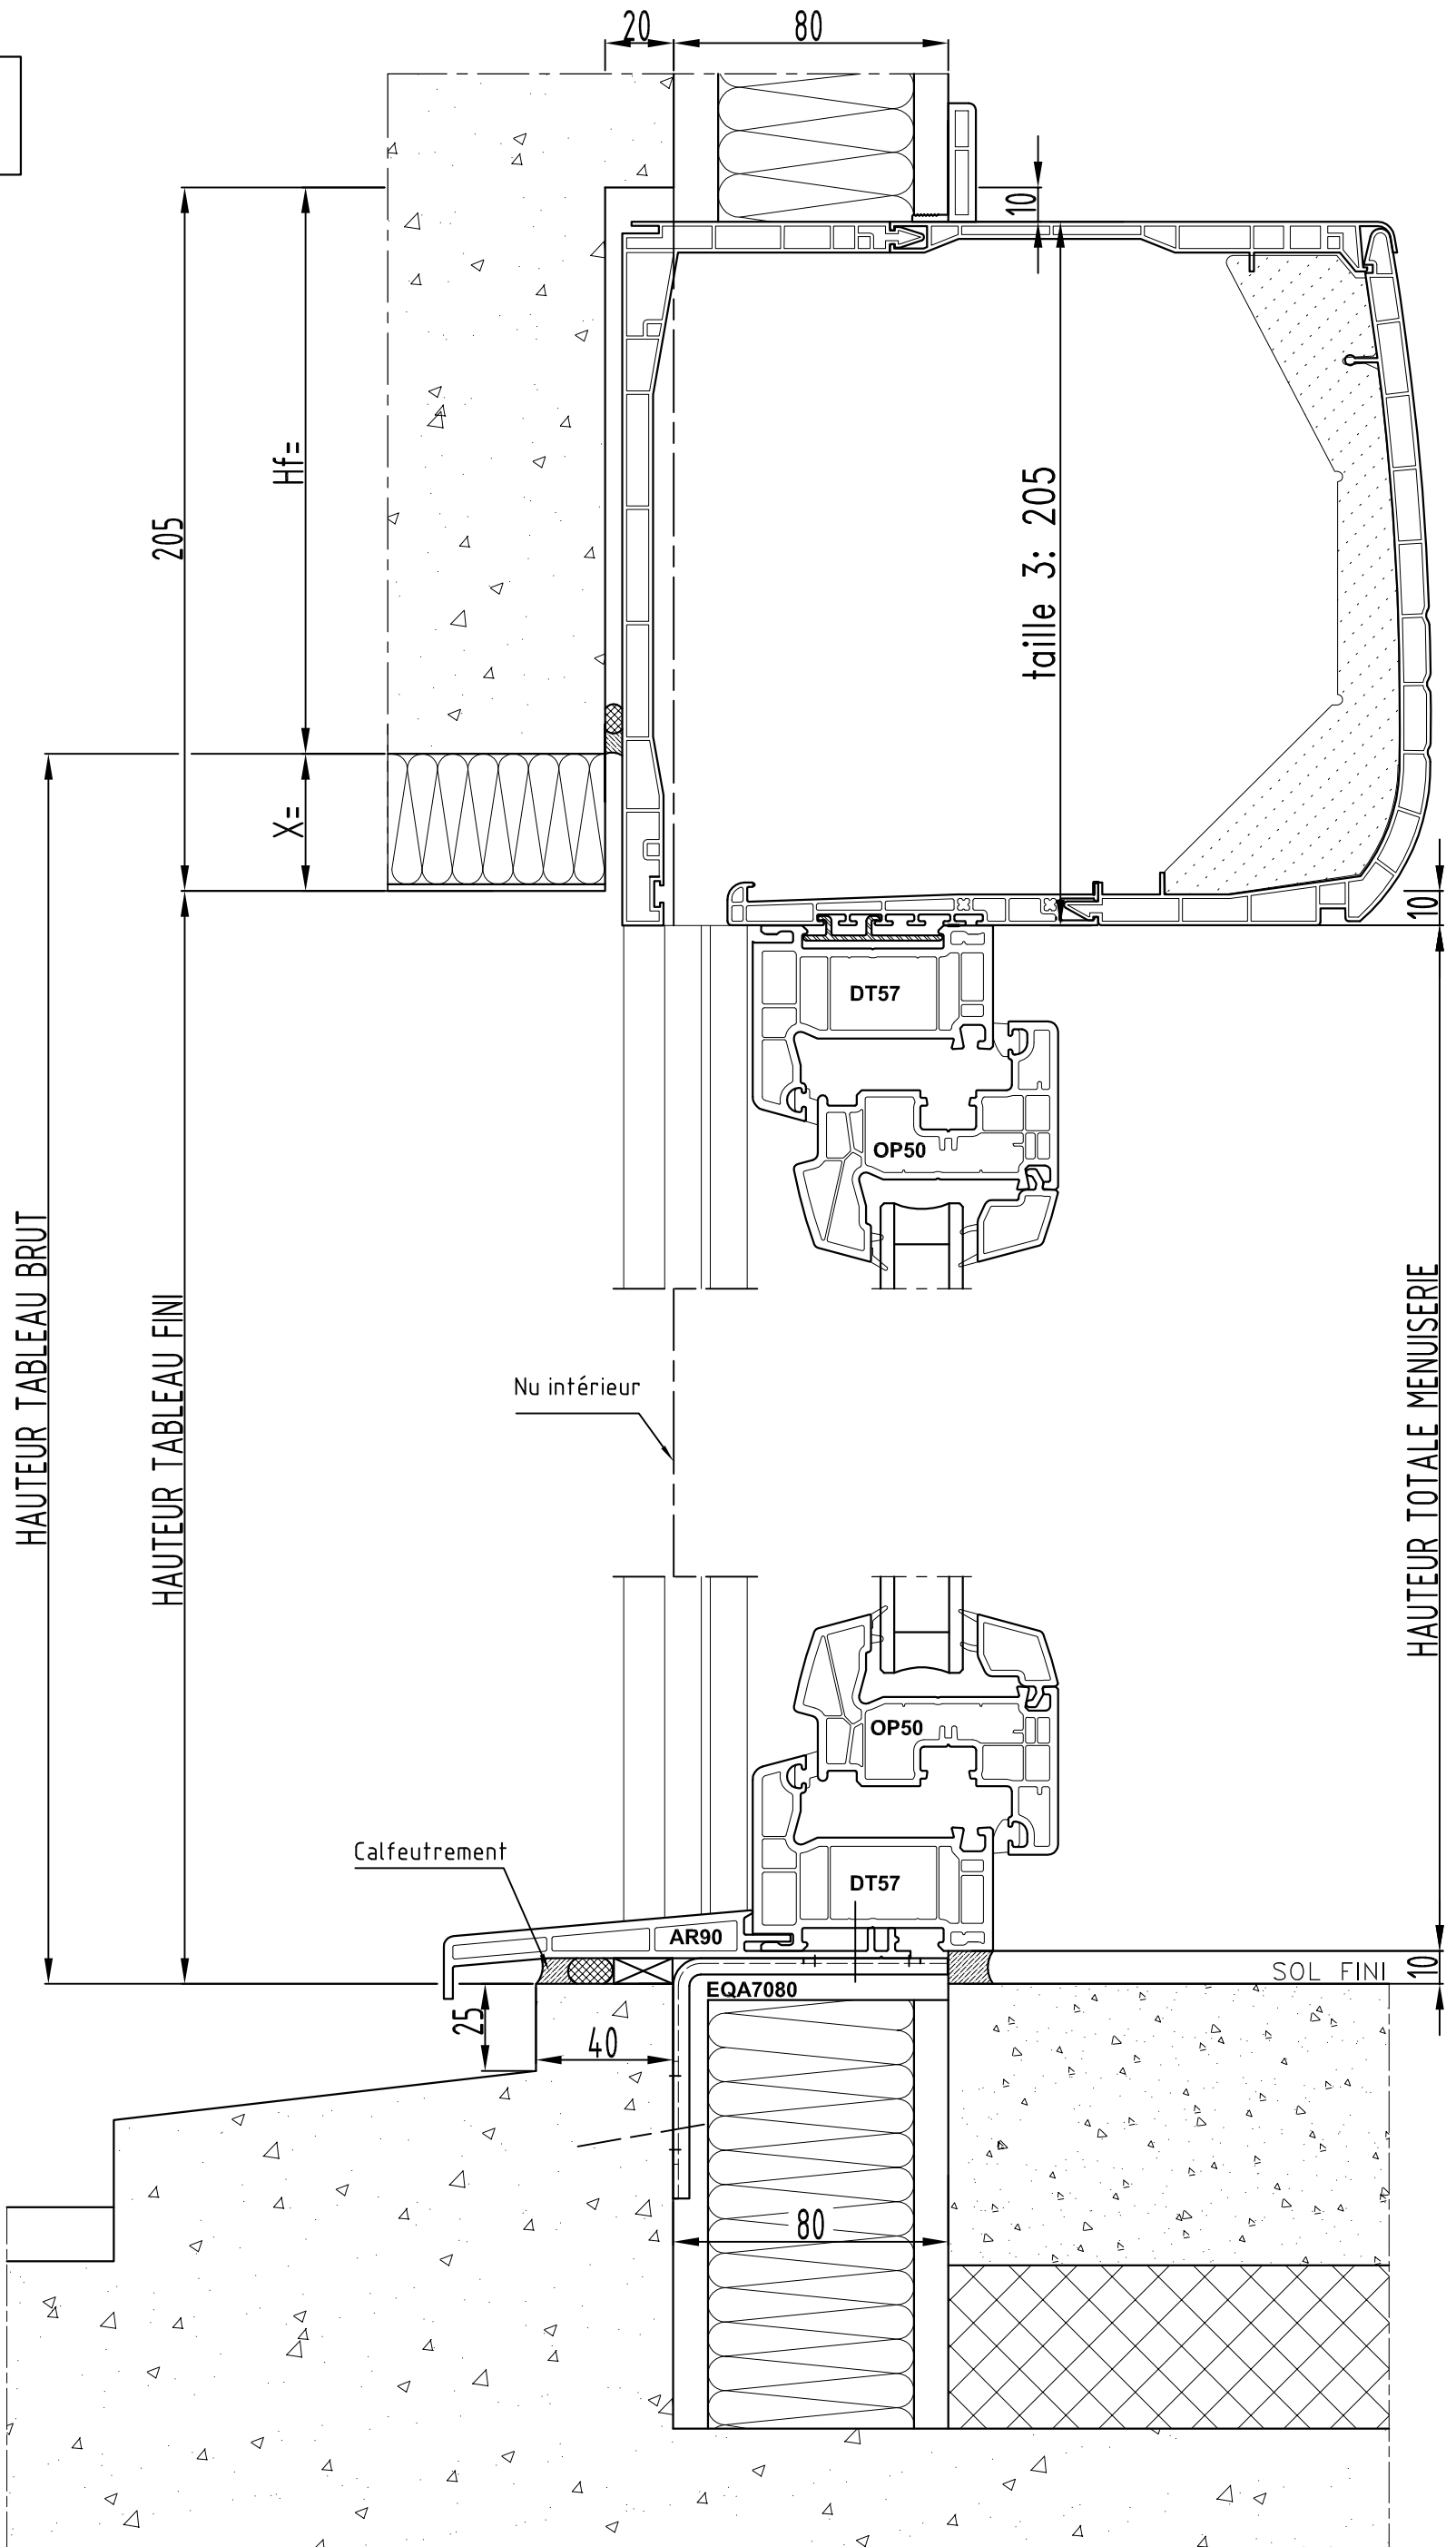 20
80
10
Hf=
205
taille 3: 205
X=
10
DT57
OP50
HAUTEUR TABLEAU BRUT
HAUTEUR TABLEAU FINI
HAUTEUR TOTALE MENUISERIE
Nu intérieur
OP50
Calfeutrement
DT57
AR90
SOL FINI
10
EQA7080
25
40
80